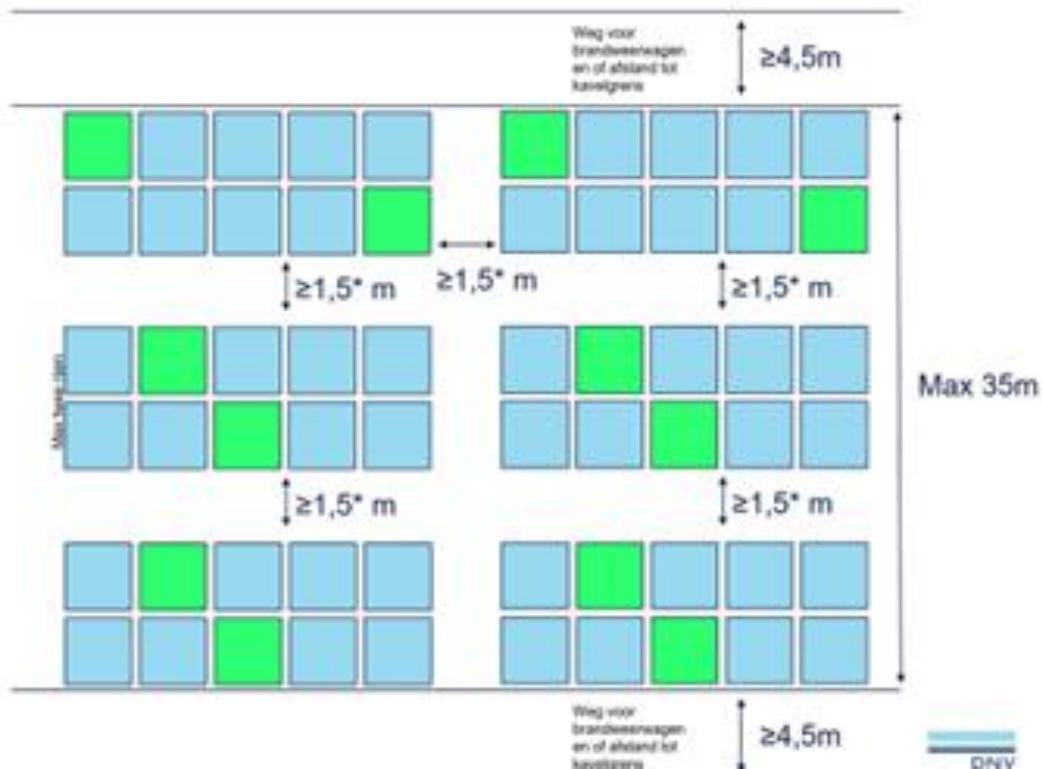 Weg voor
brandweerwagen
en of afstand tot
kavelgrens
≥4,5m
≥1,5* m
≥1,5* m
≥1,5* m
Max 35m
≥1,5* m
≥1,5* m
Weg voor
brandweerwagen
en of afstand tot
kavelgrens
≥4,5m
DNV